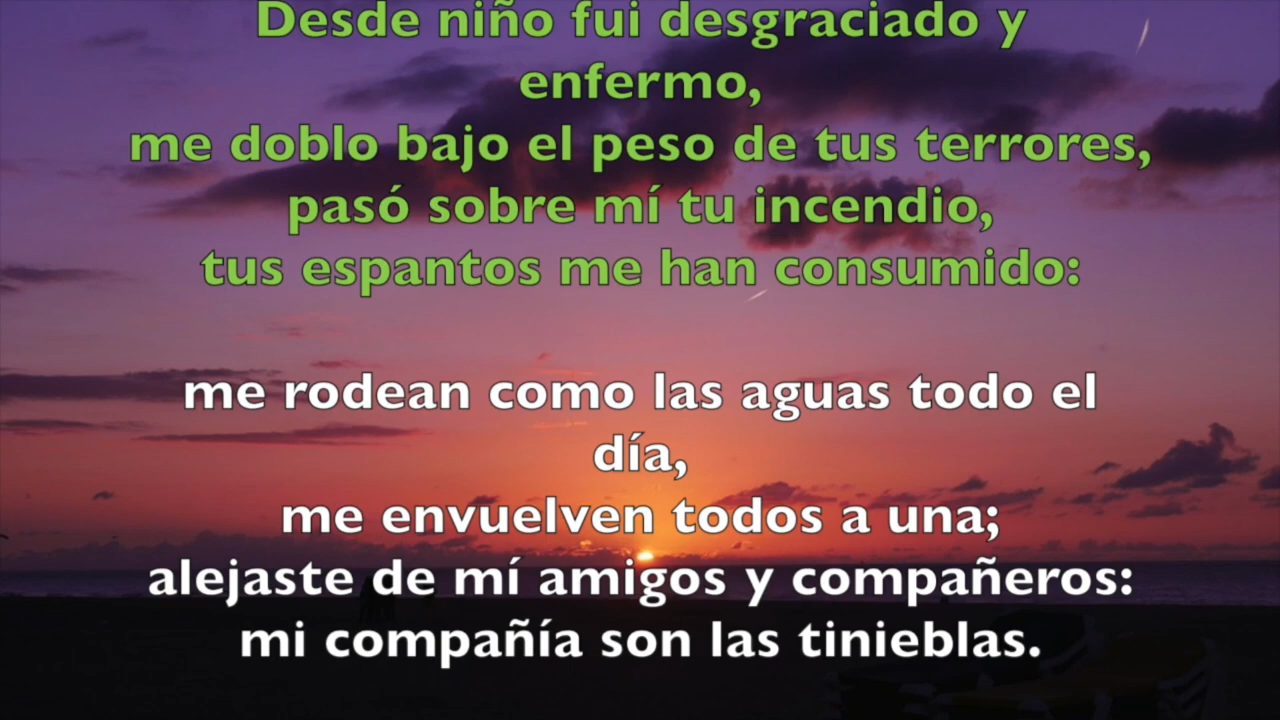 Desde niño fui desgraciado y
enfermo,
me doblo bajo el peso de tus terrores,
pasó sobre mí tu incendio,
tus espantos me han consumido:
me rodean como las aguas todo el
día,
me envuelven todos a una;
alejaste de mí amigos y compañeros:
mi compañía son las tinieblas.